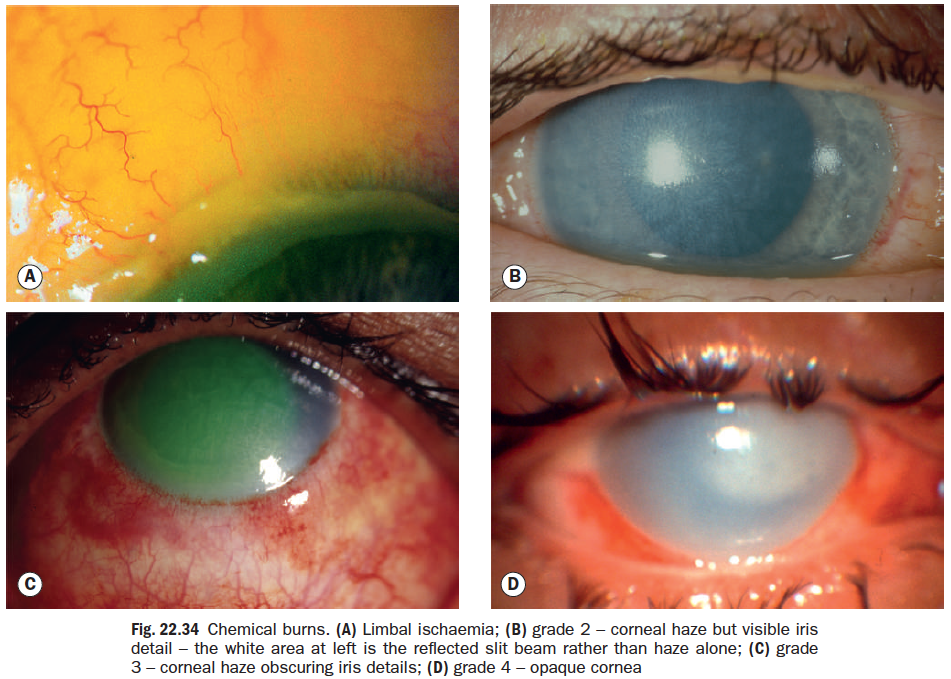 A
B
C
D
Fig. 22.34 Chemical burns. (A) Limbal ischaemia; (B) grade 2 – corneal haze but visible iris
detail – the white area at left is the reflected slit beam rather than haze alone; (C) grade
3 – corneal haze obscuring iris details; (D) grade 4 – opaque cornea